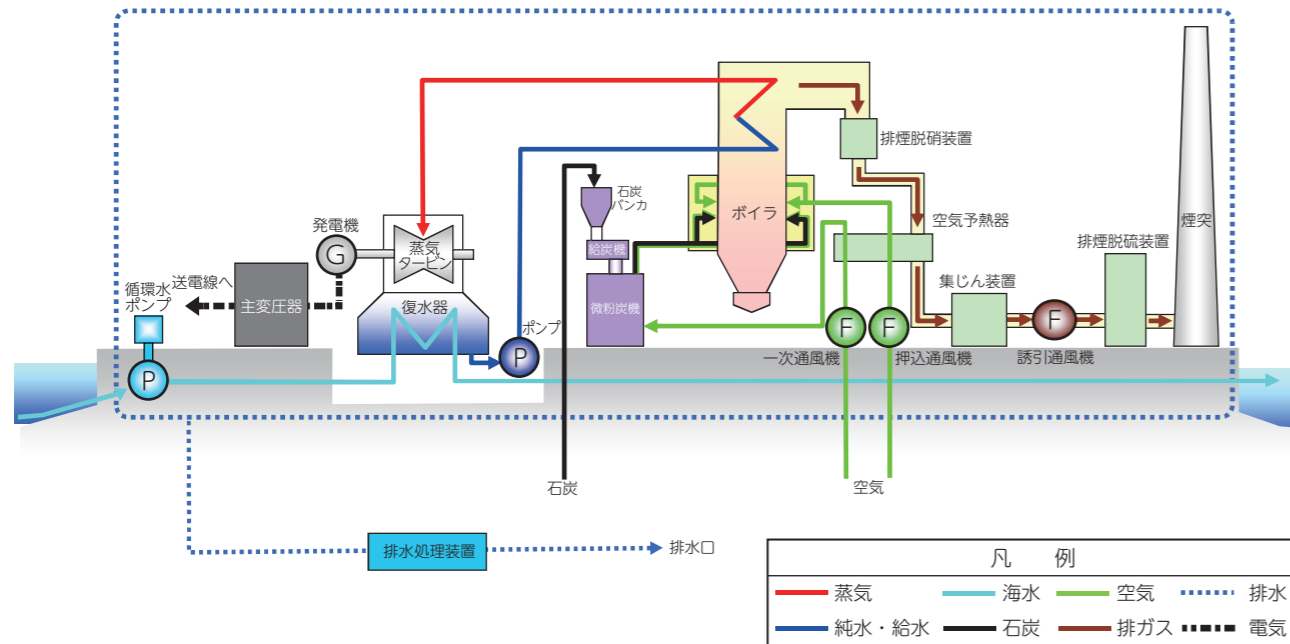 排煙脱硝装置
石炭
バンカ
ボイラ
発電機
G
蒸気
タービン
給炭機
空気予熱器
煙突
排煙脱硫装置
送電線へ
循環水
ポンプ
主変圧器
復水器
ポンプ
微粉炭機
集じん装置
P
P
F
F
F
一次通風機
押込通風機
誘引通風機
石炭
空気
排水処理装置
排水口
凡 例
蒸気
海水
空気
排水
純水・給水
石炭
排ガス
電気